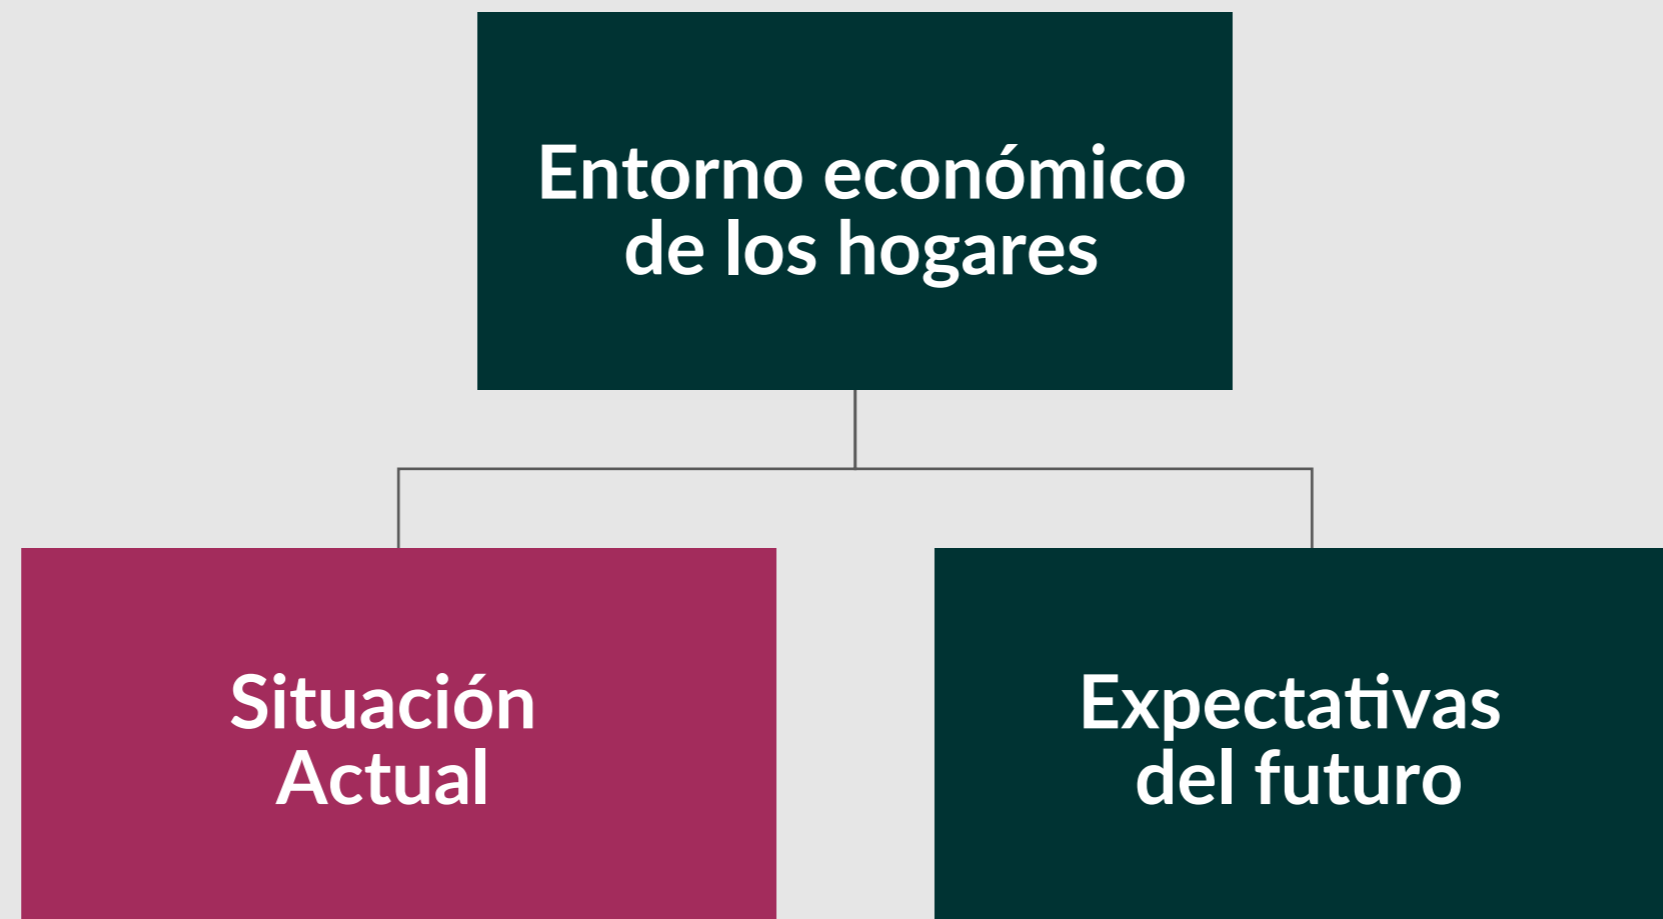 Entorno económico
de los hogares
Situación
Actual
Expectativas
del futuro